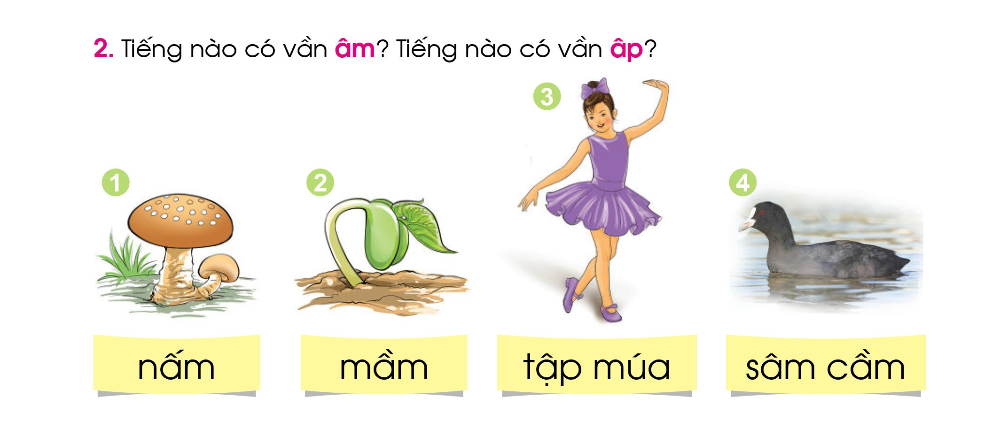 2. Tiếng nào có vần âm? Tiếng nào có vần âp?
3
1
2
4
nấm
mầm
tập múa
sâm cầm